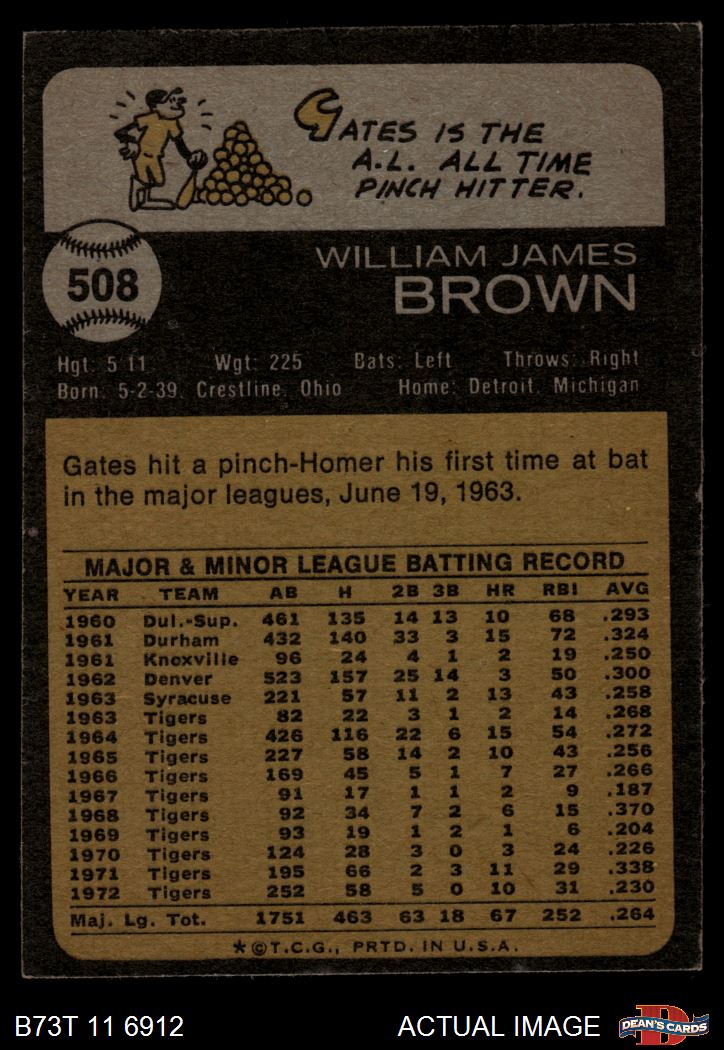 GATES IS THE
A.L. ALL TIME
PINCH HITTER.
508
WILLIAM JAMES
BROWN
Hgt: 5'11 Wgt: 225 Bats: Left Throws: Right
Born: 5-2-39, Crestline, Ohio Home: Detroit, Michigan
Gates hit a pinch-Homer his first time at bat
in the major leagues, June 19, 1963.
MAJOR & MINOR LEAGUE BATTING RECORD
YEAR TEAM AB H 2B 3B HR RBI AVG
1960 Dul.-Sup. 461 135 14 13 10 68 .293
1961 Durham 432 140 33 3 15 72 .324
1961 Knoxville 96 24 4 1 2 19 .250
1962 Denver 523 157 25 14 3 50 .300
1963 Syracuse 221 57 11 2 13 43 .258
1963 Tigers 82 22 3 1 2 14 .268
1964 Tigers 426 116 22 6 15 54 .272
1965 Tigers 227 58 14 2 10 43 .256
1966 Tigers 169 45 5 1 7 27 .266
1967 Tigers 91 17 1 1 2 9 .187
1968 Tigers 92 34 7 2 6 15 .370
1969 Tigers 93 19 1 2 1 6 .204
1970 Tigers 124 28 3 0 3 24 .226
1971 Tigers 195 66 2 3 11 29 .338
1972 Tigers 252 58 5 0 10 31 .230
Maj. Lg. Tot. 1751 463 63 18 67 252 .264
*©T.C.G., PRTD. IN U.S.A.
B73T 11 6912 ACTUAL IMAGE DEAN'S CARDS